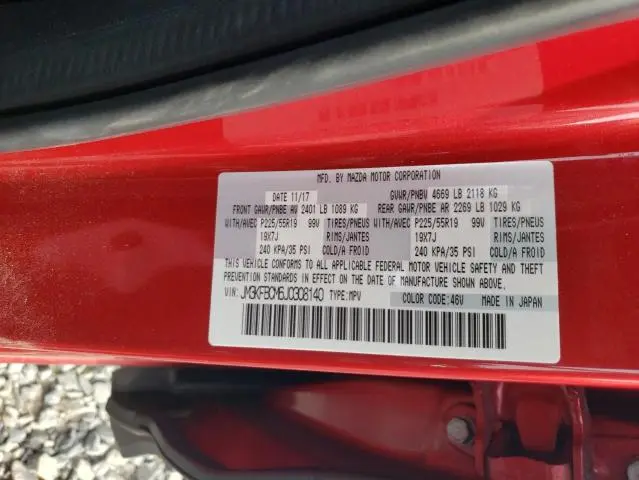 MFD. BY MAZDA MOTOR CORPORATION
DATE 11/17 GVWR/PNBV 4669 LB 2118 KG
FRONT GAWR/PNBE AV 2401 LB 1089 KG REAR GAWR/PNBE AR 2269 LB 1029 KG
WITH/AVEC P225/55R19 99V TIRES/PNEUS WITH/AVEC P225/55R19 99V TIRES/PNEUS
19X7J RIMS/JANTES 19X7J RIMS/JANTES
240 KPA/35 PSI COLD/A FROID 240 KPA/35 PSI COLD/A FROID
THIS VEHICLE CONFORMS TO ALL APPLICABLE FEDERAL MOTOR VEHICLE SAFETY AND THEFT
PREVENTION STANDARDS IN EFFECT ON THE DATE OF MANUFACTURE SHOWN ABOVE.
VIN: JM3KFBCM6J0308140 TYPE:MPV COLOR CODE:46V MADE IN JAPAN